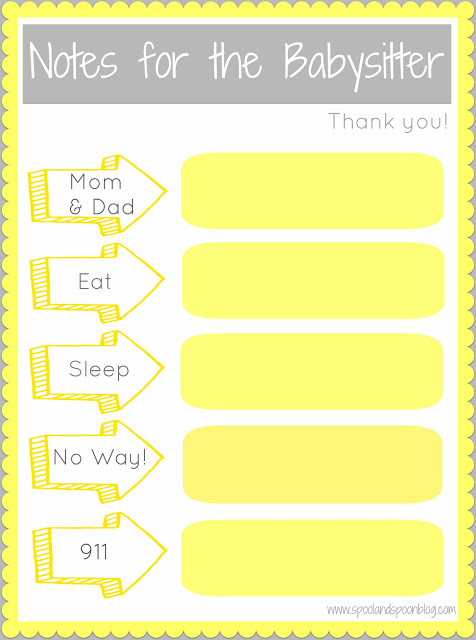 Notes for the Babysitter
Thank you!
Mom
& Dad
Eat
Sleep
No Way!
911
www.spoolandspoonblog.com